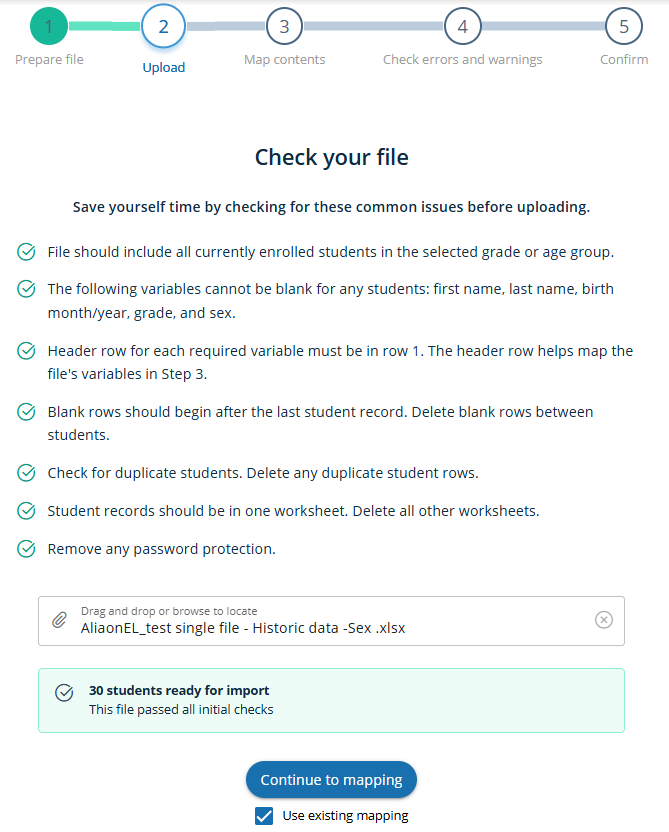 1
2
3
4
5
Prepare file
Upload
Map contents
Check errors and warnings
Confirm
Check your file
Save yourself time by checking for these common issues before uploading.
File should include all currently enrolled students in the selected grade or age group.
The following variables cannot be blank for any students: first name, last name, birth
month/year, grade, and sex.
Header row for each required variable must be in row 1. The header row helps map the
file's variables in Step 3.
Blank rows should begin after the last student record. Delete blank rows between
students.
Check for duplicate students. Delete any duplicate student rows.
Student records should be in one worksheet. Delete all other worksheets.
Remove any password protection.
Drag and drop or browse to locate
AliaonEL_test single file - Historic data -Sex .xlsx
30 students ready for import
This file passed all initial checks
Continue to mapping
Use existing mapping